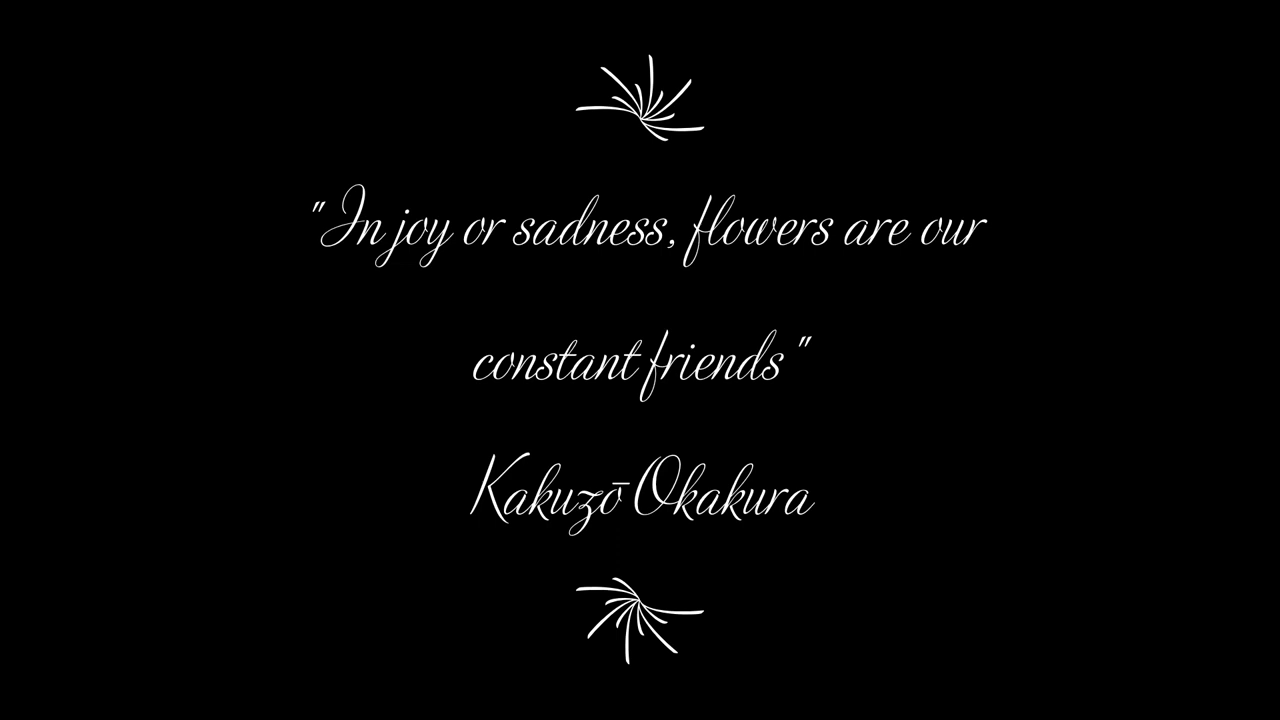 "In joy or sadness, flowers are our
constant friends"
Kakuzō Okakura